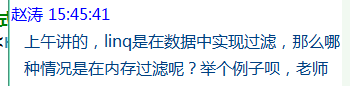 赵涛 15:45:41
上午讲的，linq是在数据中实现过滤，那么哪
种情况是在内存过滤呢？举个例子呗，老师